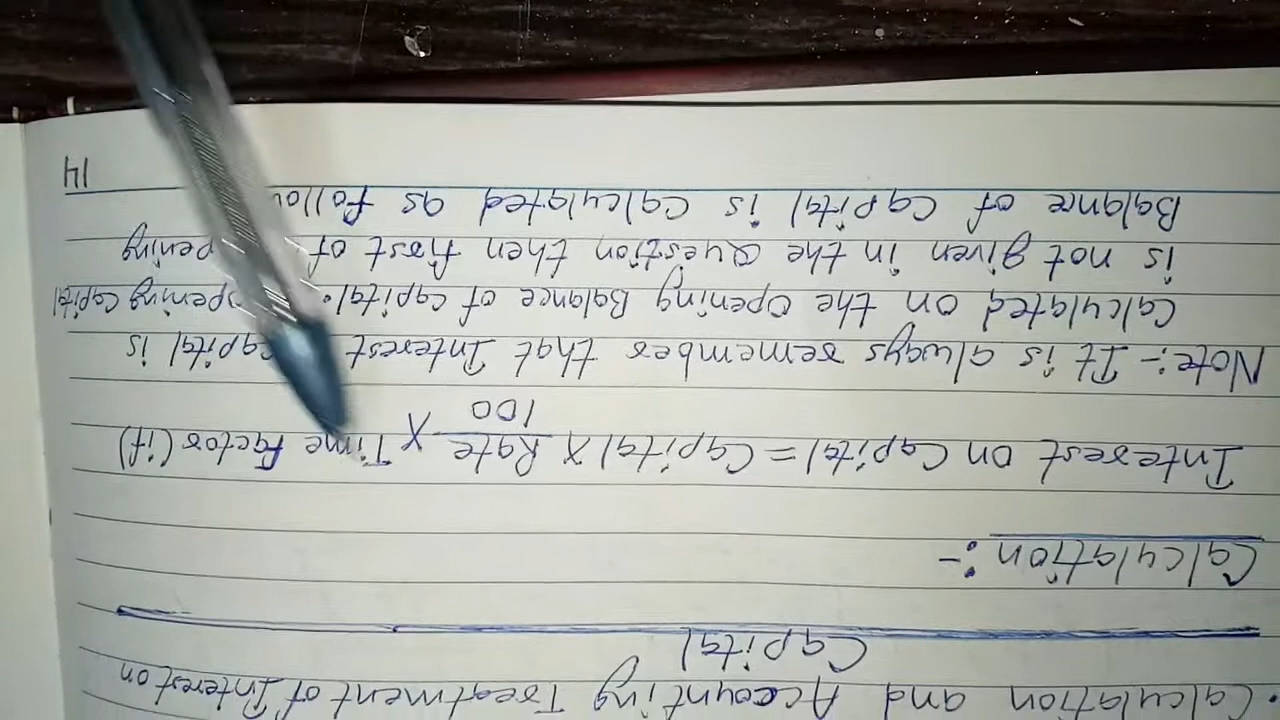 • Calculation and Accounting Treatment of Interest on
Capital
Calculation :-
Interest on Capital = Capital X Rate/100 X Time Factor (if)
Note:- It is always remember that Interest Capital is
Calculated on the opening Balance of capital. opening Capital
is not given in the Question then first of opening
Balance of capital is calculated as
14